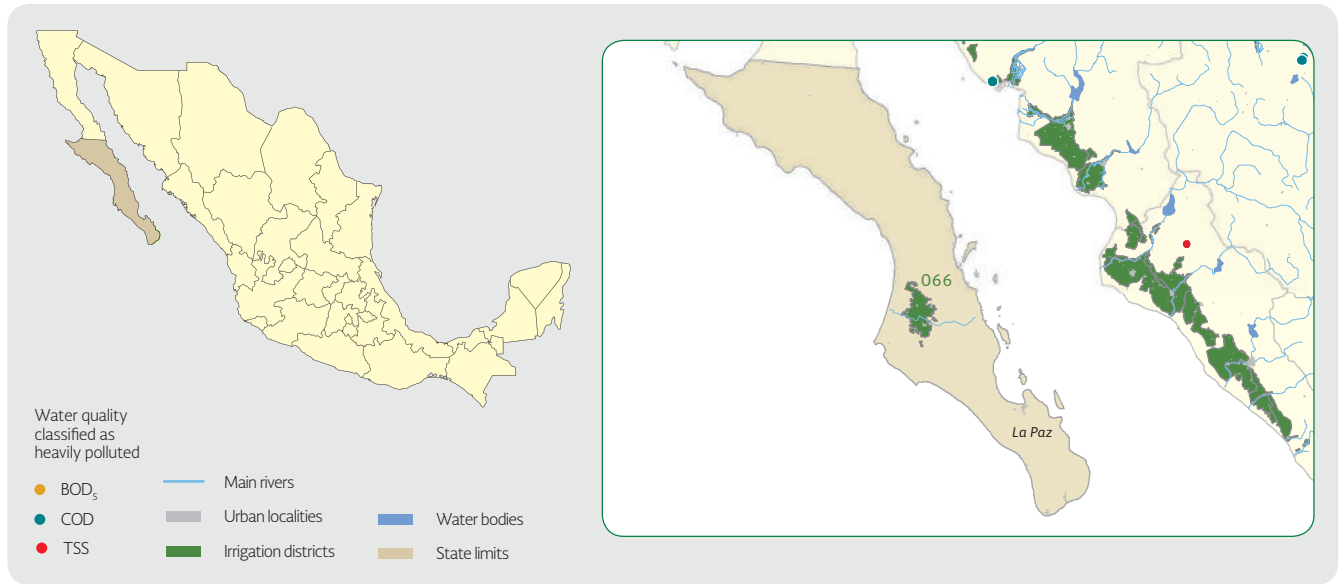 066
La Paz
Water quality
classified as
heavily polluted
BOD₅
COD
TSS
Main rivers
Urban localities
Irrigation districts
Water bodies
State limits